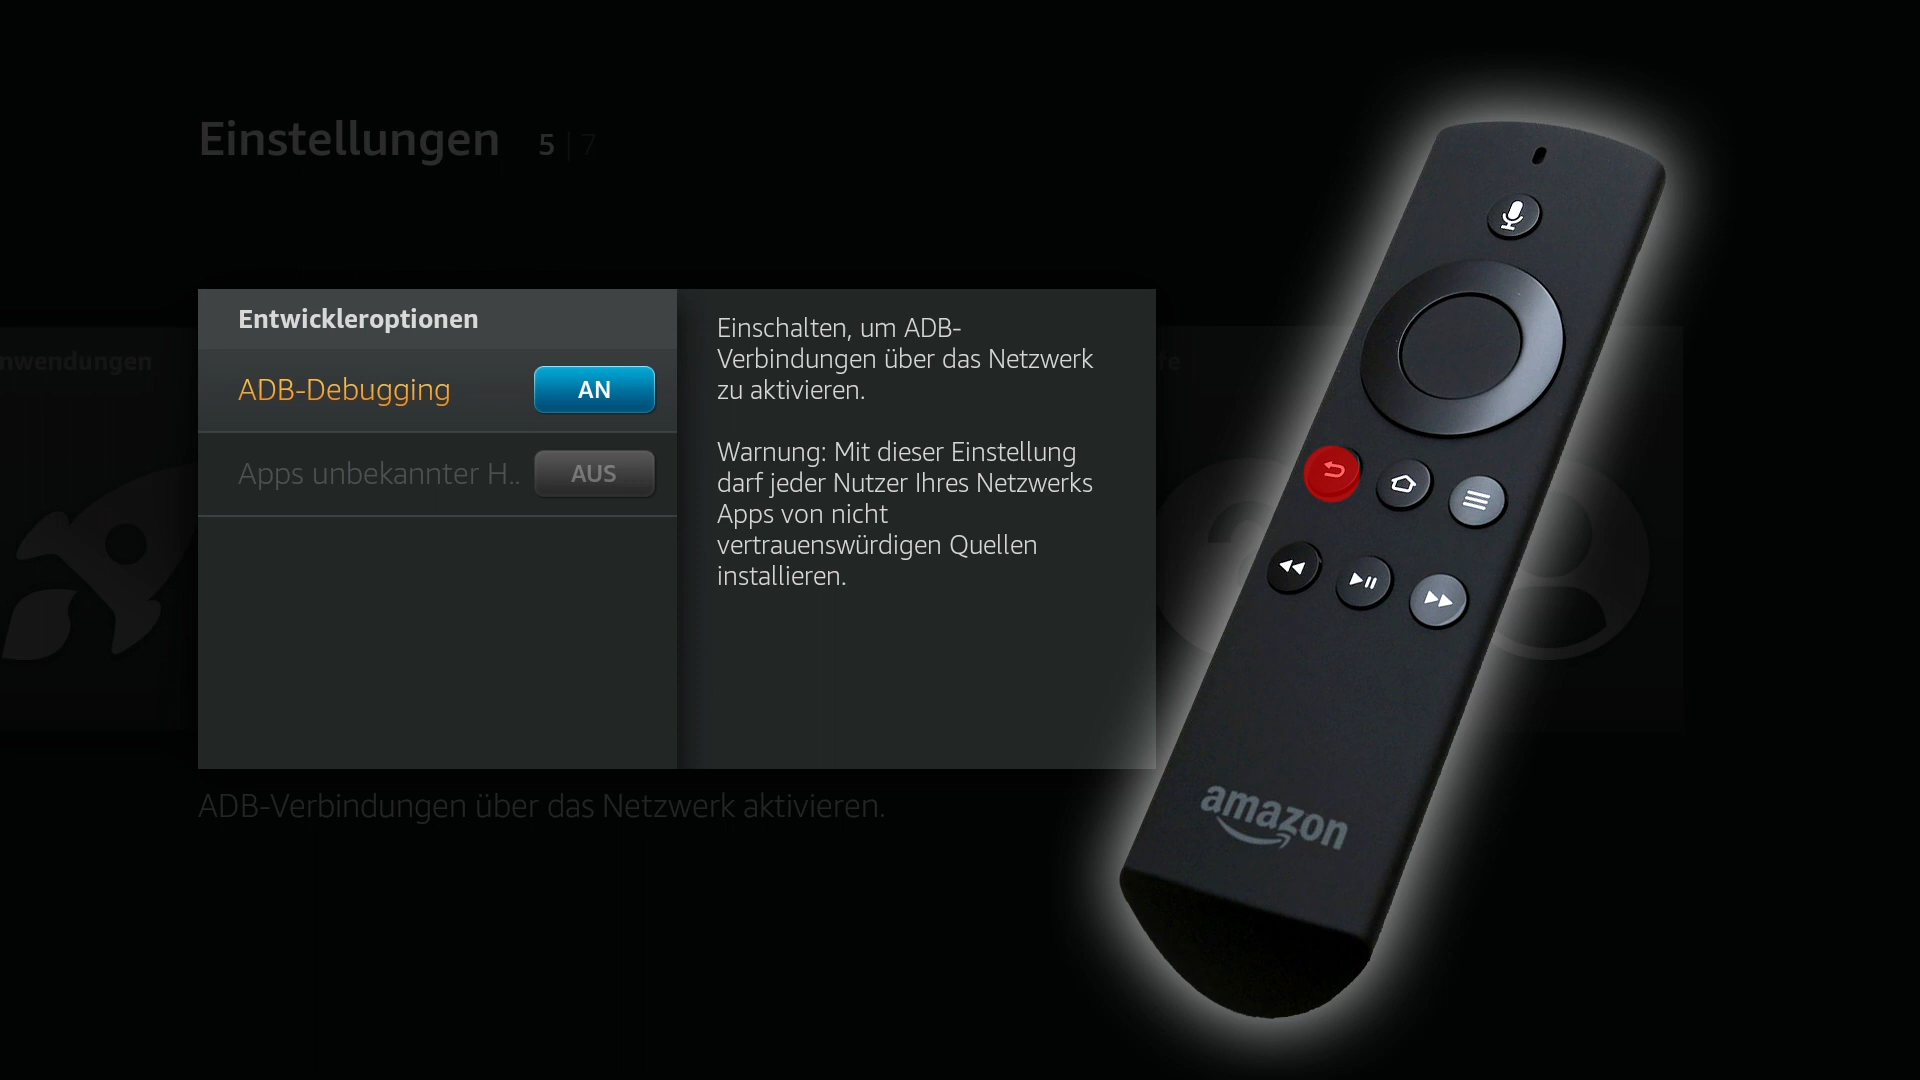 Einstellungen 5 | 7
nwendungen
fe
Entwickleroptionen
ADB-Debugging AN
Apps unbekannter H.. AUS
Einschalten, um ADB-
Verbindungen über das Netzwerk
zu aktivieren.
Warnung: Mit dieser Einstellung
darf jeder Nutzer Ihres Netzwerks
Apps von nicht
vertrauenswürdigen Quellen
installieren.
ADB-Verbindungen über das Netzwerk aktivieren.
amazon